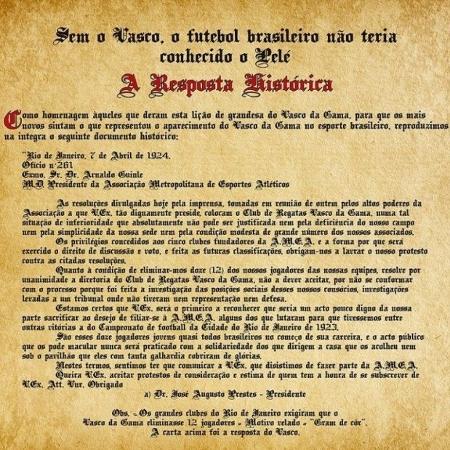 Sem o Vasco, o futebol brasileiro não teria
conhecido o Pelé
A Resposta Histórica
Como homenagem àqueles que deram esta lição de grandesa do Vasco da Gama, para que os mais
novos sintam o que representou o aparecimento do Vasco da Gama no esporte brasileiro, reproduzimos
na integra o seguinte documento histórico:
"Rio de Janeiro, 7 de Abril de 1924.
Ofício nº 261
Exmo. Sr. Dr. Arnaldo Guinle
M.D. Presidente da Associação Metropolitana de Esportes Atléticos
As resoluções divulgadas hoje pela imprensa, tomadas em reunião de ontem pelos altos poderes da
Associação a que V.Ex. tão dignamente preside, colocam o Club de Regatas Vasco da Gama, numa tal
situação de inferioridade que absolutamente não pode ser justificada nem pela deficiência do nosso campo
nem pela simplicidade da nossa sede nem pela condição modesta de grande número dos nossos associados.
Os privilégios concedidos aos cinco clubes fundadores da A.M.E.A. e a forma por que será
exercido o direito de discussão e voto, e feita as futuras classificações, obrigam-nos a lavrar o nosso protesto
contra as citadas resoluções.
Quanto à condição de eliminar-mos doze (12) dos nossos jogadores das nossas equipes, resolve por
unanimidade a diretoria do Club de Regatas Vasco da Gama, não a dever aceitar, por não se conformar
com o processo porque foi feita a investigação das posições sociais desses nossos consórcios, investigações
levadas a um tribunal onde não tiveram nem representação nem defesa.
Estamos certos que V.Ex. será o primeiro a reconhecer que seria um acto pouco digno da nossa
parte sacrificar ao desejo de filiar-se à A.M.E.A. alguns dos que lutaram para que tivessemos entre
outras vitórias a do Campeonato de football da Cidade do Rio de Janeiro de 1923.
São esses doze jogadores jovens quasi todos brasileiros no começo de sua carreira, e o acto público
que os pode macular nunca será praticado com a solidariedade dos que dirigem a casa que os acolheu nem
sob o pavilhão que eles com tanta galhardia cobriram de glórias.
Nestes termos, sentimos ter que comunicar a V.Ex. que disistimos de fazer parte da A.M.E.A.
Queira V.Ex. aceitar protestos de consideração e estima de quem tem a honra de se subscrever de
V.Ex. Att. Vnr. Obrigado
a) Dr. José Augusto Prestes - Presidente
Obs. - Os grandes clubes do Rio de Janeiro exigiram que o
Vasco da Gama eliminasse 12 jogadores - Motivo velado - "Gram de côr".
A carta acima foi a resposta do Vasco.